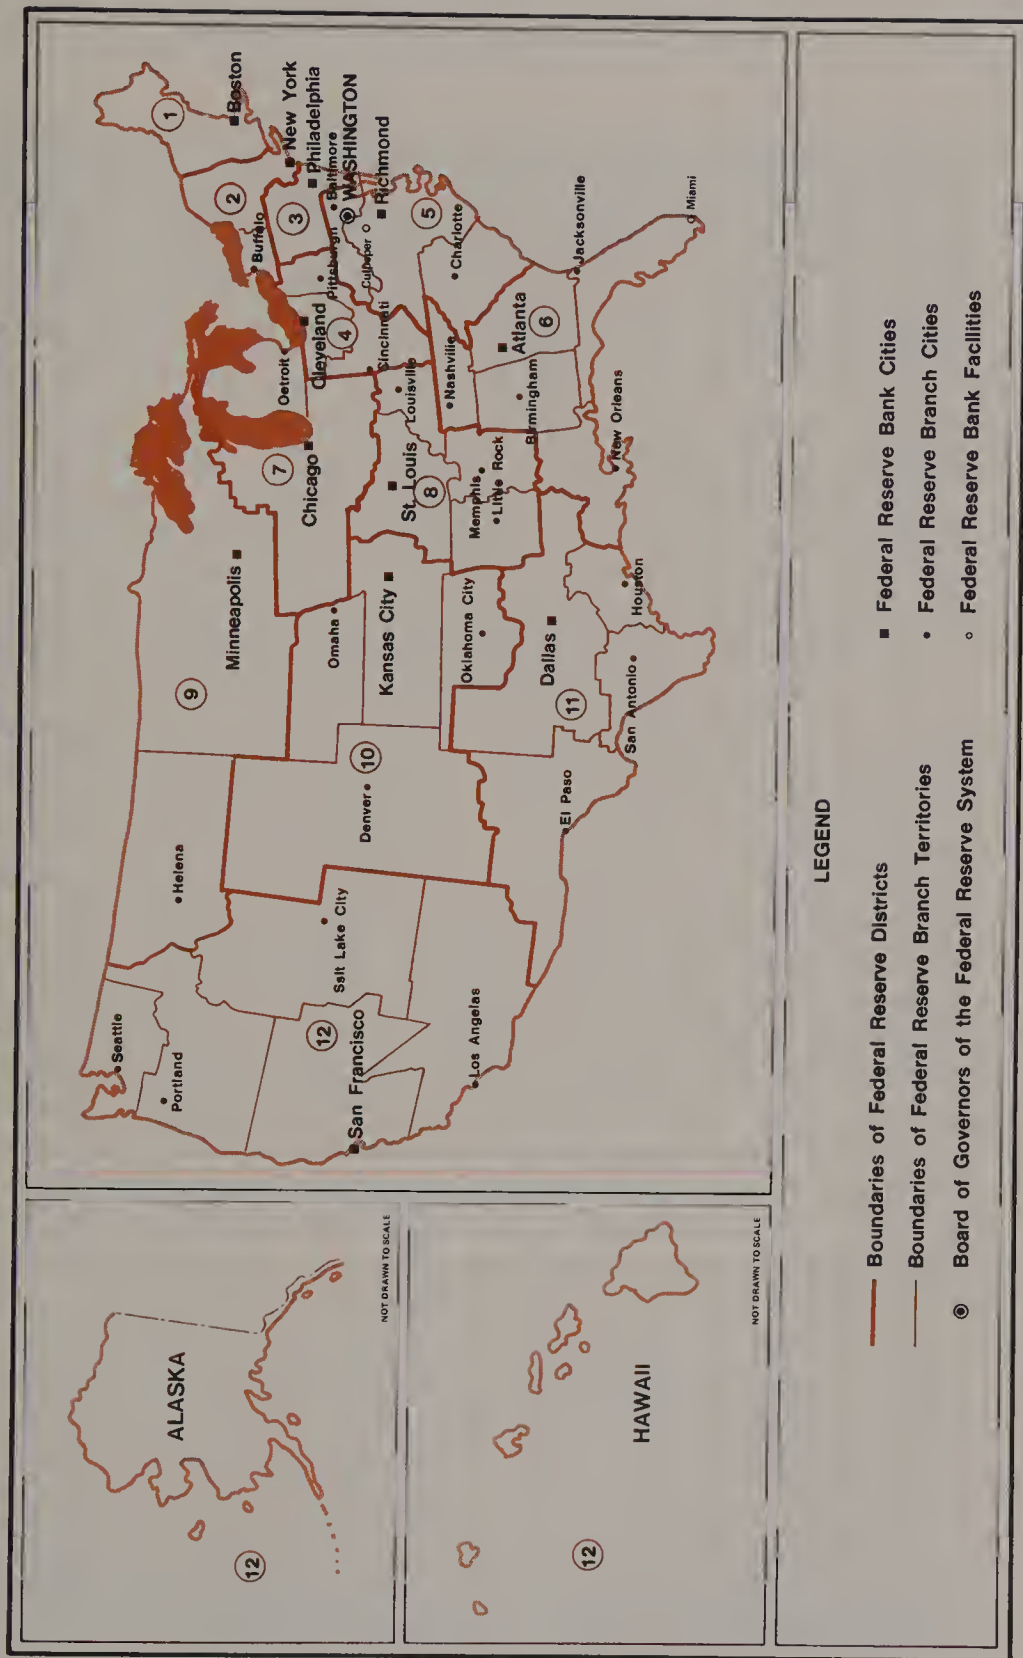 ALASKA
12
NOT DRAWN TO SCALE
HAWAII
12
NOT DRAWN TO SCALE
Seattle
Portland
Helena
9
Minneapolis
7
Chicago
Detroit
1
Boston
2
Buffalo
New York
3
Philadelphia
Baltimore
WASHINGTON
Pittsburgh
Cleveland
4
Culpeper
Richmond
Cincinnati
5
Charlotte
12
San Francisco
Salt Lake City
Denver
10
Omaha
Kansas City
St. Louis
8
Louisville
Nashville
Los Angelas
Oklahoma City
Memphis
Little Rock
Birmingham
Atlanta
6
Jacksonville
El Paso
11
Dallas
San Antonio
Houston
New Orleans
Miami
LEGEND
Boundaries of Federal Reserve Districts
Boundaries of Federal Reserve Branch Territories
Board of Governors of the Federal Reserve System
Federal Reserve Bank Cities
Federal Reserve Branch Cities
Federal Reserve Bank Facilities